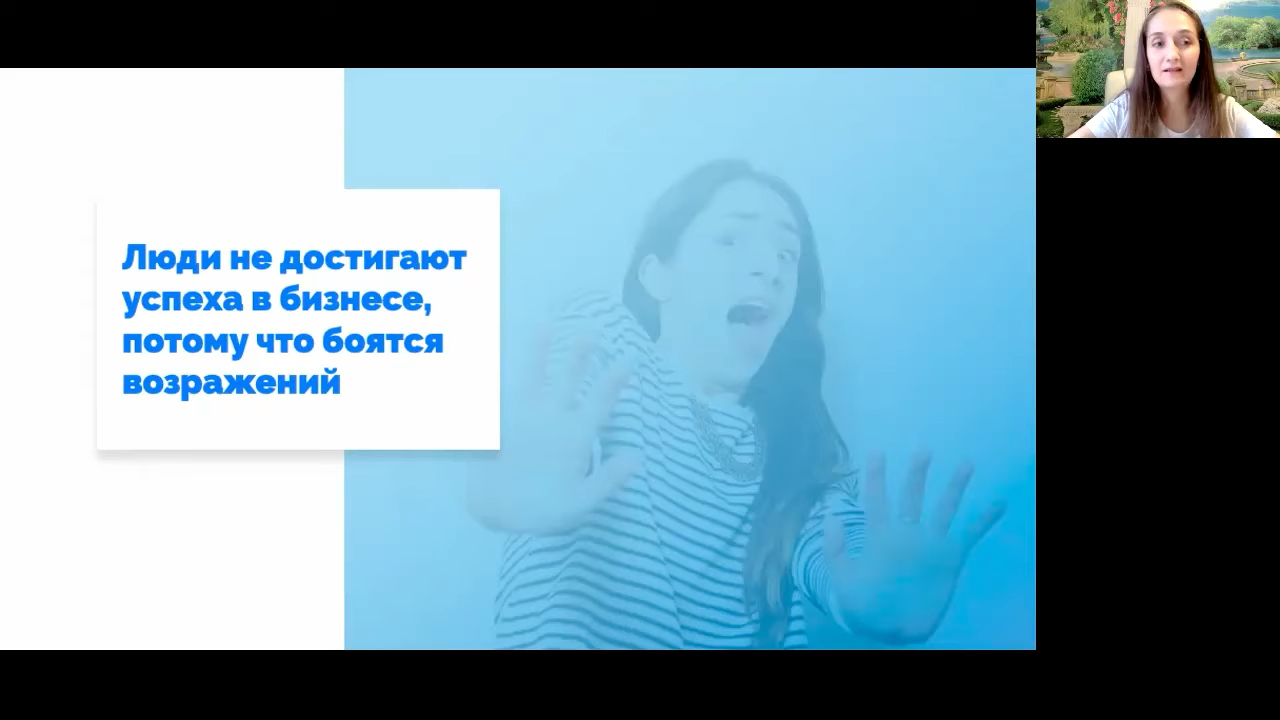 Люди не достигают
успеха в бизнесе,
потому что боятся
возражений